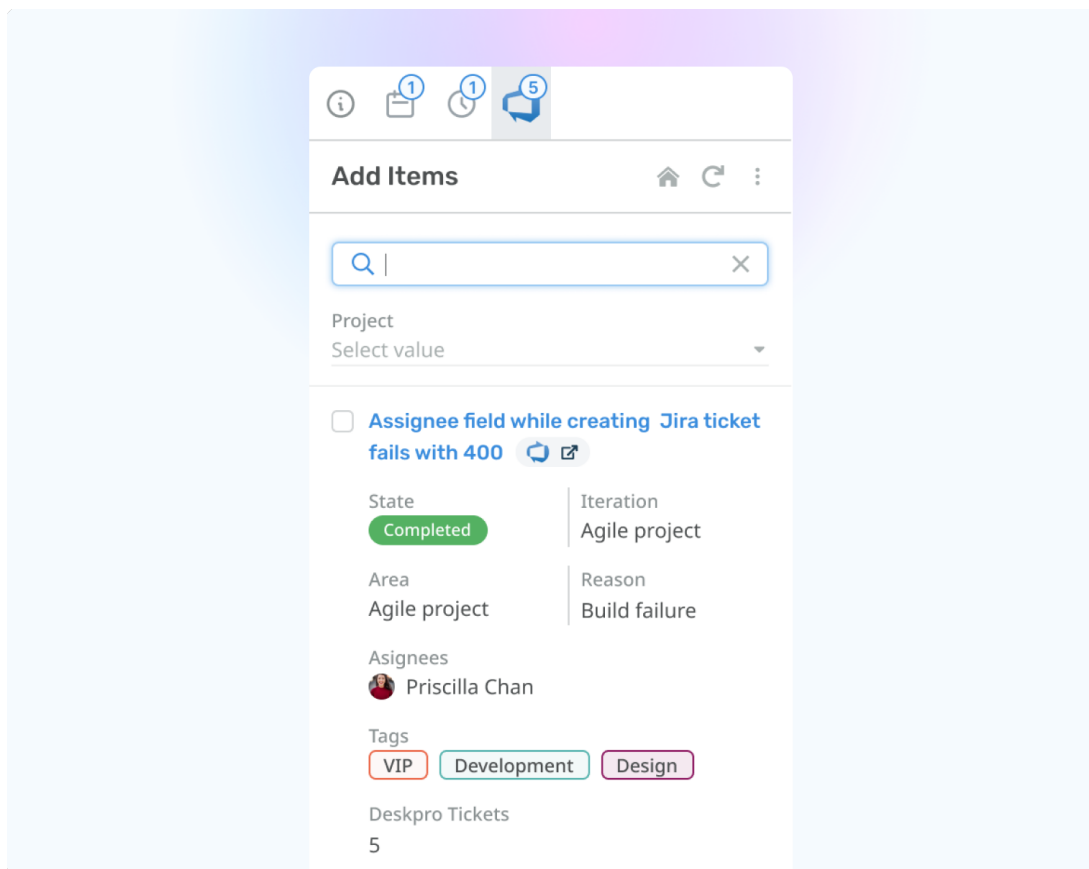 1 1 5
Add Items
Project
Select value
Assignee field while creating Jira ticket
fails with 400
State Iteration
Completed Agile project
Area Reason
Agile project Build failure
Asignees
Priscilla Chan
Tags
VIP Development Design
Deskpro Tickets
5